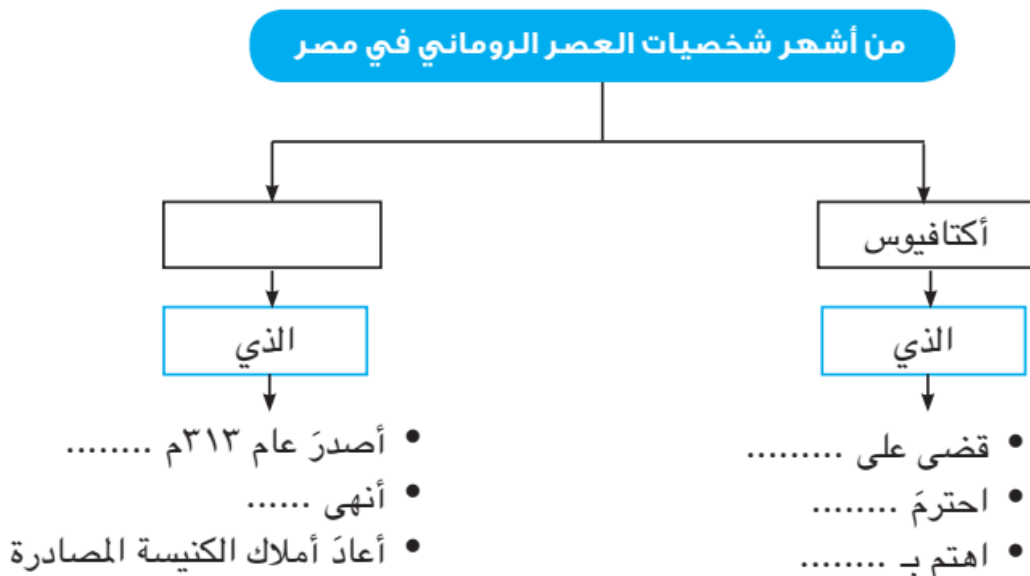 من أشهر شخصيات العصر الروماني في مصر
أكتافيوس
الذي
• قضى على .........
• احترمَ ........
• اهتم بـ ........
الذي
• أصدرَ عام ٣١٣م ........
• أنهى ......
• أعادَ أملاك الكنيسة المصادرة